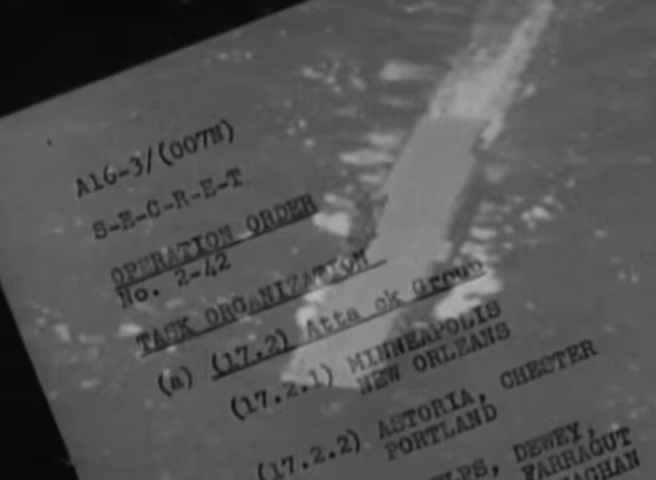 A16-3/(007N)
S-E-C-R-E-T
OPERATION ORDER
No. 2-42
TASK ORGANIZATION
(a) (17.2) Atta ck Group
(17.2.1) MINNEAPOLIS
NEW ORLEANS
(17.2.2) ASTORIA, CHESTER
PORTLAND
DEWEY,
FARRAGUT